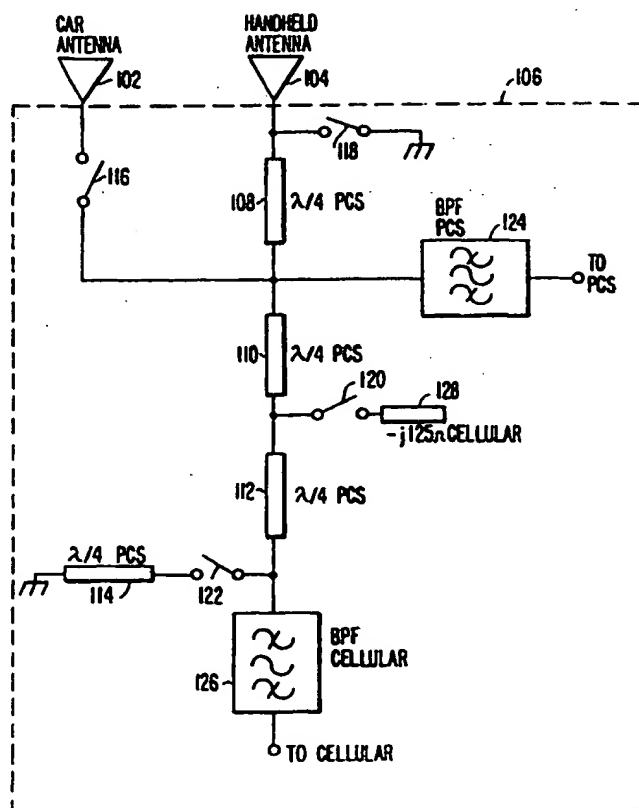 CAR
ANTENNA
102
HANDHELD
ANTENNA
104
106
118
116
108
λ/4 PCS
BPF
PCS
124
TO
PCS
110
λ/4 PCS
120
128
-j125Ω CELLULAR
112
λ/4 PCS
λ/4 PCS
114
122
BPF
CELLULAR
126
TO CELLULAR